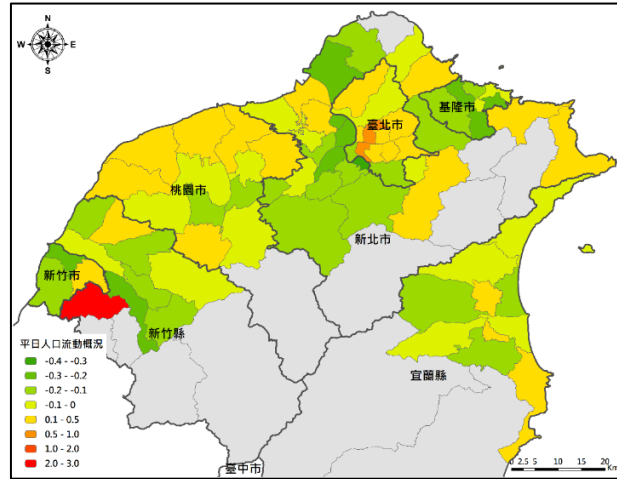 N
W E
S
基隆市
臺北市
桃園市
新北市
新竹市
新竹縣
宜蘭縣
臺中市
平日人口流動概況
-0.4 - -0.3
-0.3 - -0.2
-0.2 - -0.1
-0.1 - 0
0.1 - 0.5
0.5 - 1.0
1.0 - 2.0
2.0 - 3.0
0 2.5 5 10 15 20
Km